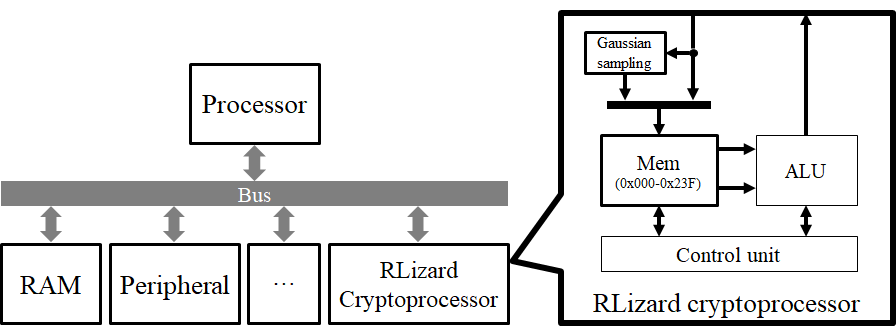 Processor
Bus
RAM
Peripheral
...
RLizard
Cryptoprocessor
Gaussian
sampling
Mem
(0x000-0x23F)
ALU
Control unit
RLizard cryptoprocessor